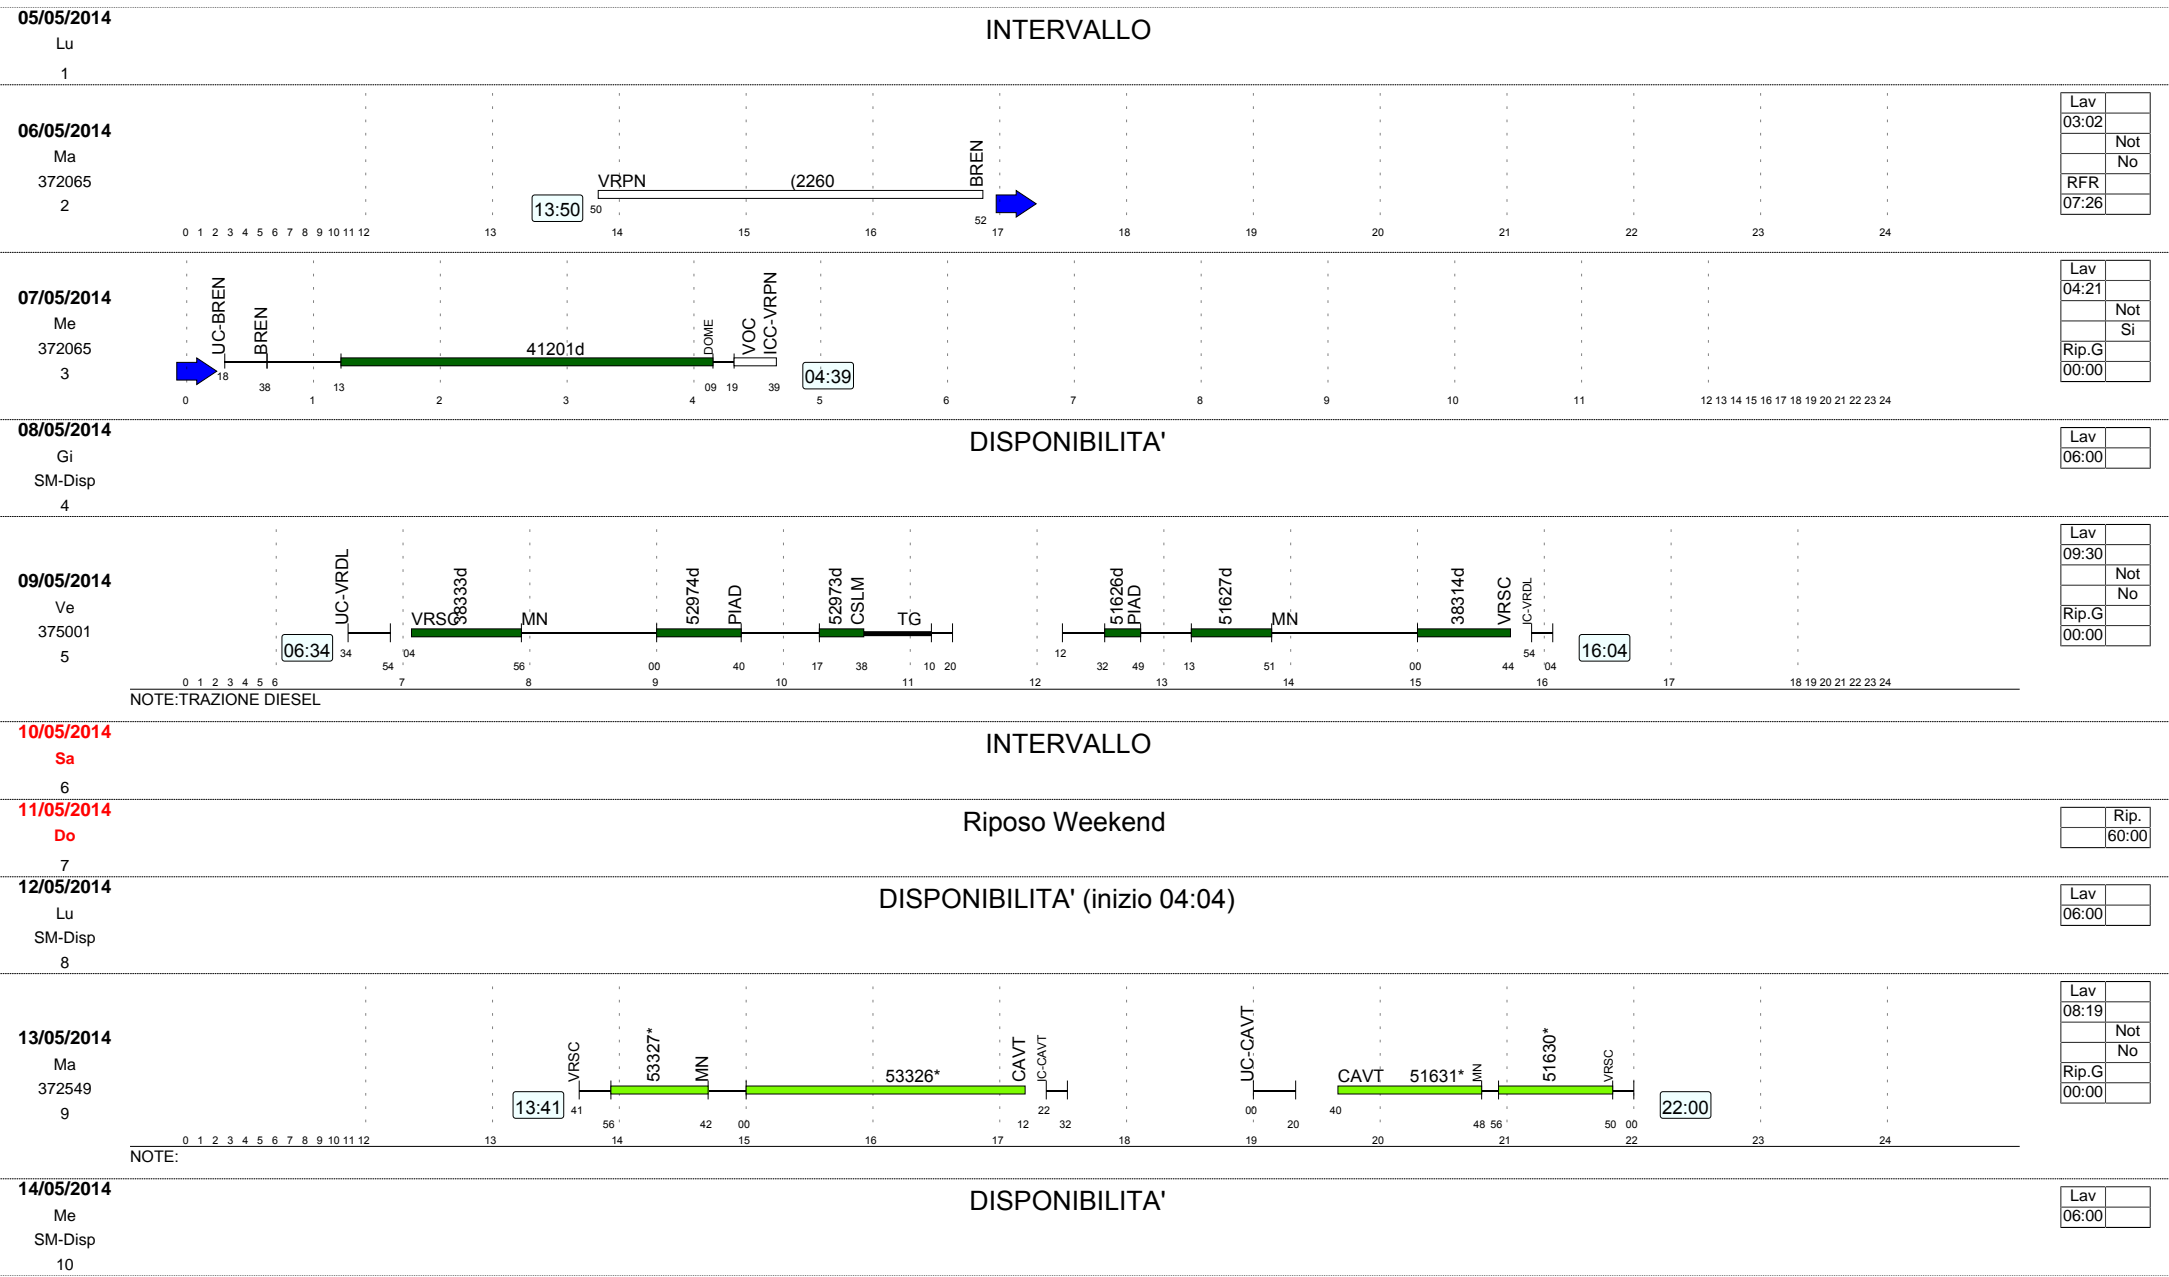 05/05/2014
Lu
1
INTERVALLO
06/05/2014
Ma
372065
2
13:50
VRPN
(2260
BREN
50
52
0 1 2 3 4 5 6 7 8 9 10 11 12 13 14 15 16 17 18 19 20 21 22 23 24
Lav
03:02
Not
No
RFR
07:26
07/05/2014
Me
372065
3
UC-BREN
BREN
41201d
DOME
VOC
ICC-VRPN
18 38 13 09 19 39
04:39
0 1 2 3 4 5 6 7 8 9 10 11 12 13 14 15 16 17 18 19 20 21 22 23 24
Lav
04:21
Not
Si
Rip.G
00:00
08/05/2014
Gi
SM-Disp
4
DISPONIBILITA'
Lav
06:00
09/05/2014
Ve
375001
5
06:34
UC-VRDL
VRSC
38333d
MN
52974d
PIAD
52973d
CSLM
TG
51626d
PIAD
51627d
MN
38314d
VRSC
IC-VRDL
34 54 04 56 00 40 17 38 10 20 12 32 49 13 51 00 44 54 04
16:04
0 1 2 3 4 5 6 7 8 9 10 11 12 13 14 15 16 17 18 19 20 21 22 23 24
NOTE:TRAZIONE DIESEL
Lav
09:30
Not
No
Rip.G
00:00
10/05/2014
Sa
6
INTERVALLO
11/05/2014
Do
7
Riposo Weekend
Rip.
60:00
12/05/2014
Lu
SM-Disp
8
DISPONIBILITA' (inizio 04:04)
Lav
06:00
13/05/2014
Ma
372549
9
13:41
VRSC
53327*
MN
53326*
CAVT
IC-CAVT
UC-CAVT
CAVT
51631*
MN
51630*
VRSC
41 56 42 00 12 22 32 00 20 40 48 56 50 00
22:00
0 1 2 3 4 5 6 7 8 9 10 11 12 13 14 15 16 17 18 19 20 21 22 23 24
NOTE:
Lav
08:19
Not
No
Rip.G
00:00
14/05/2014
Me
SM-Disp
10
DISPONIBILITA'
Lav
06:00